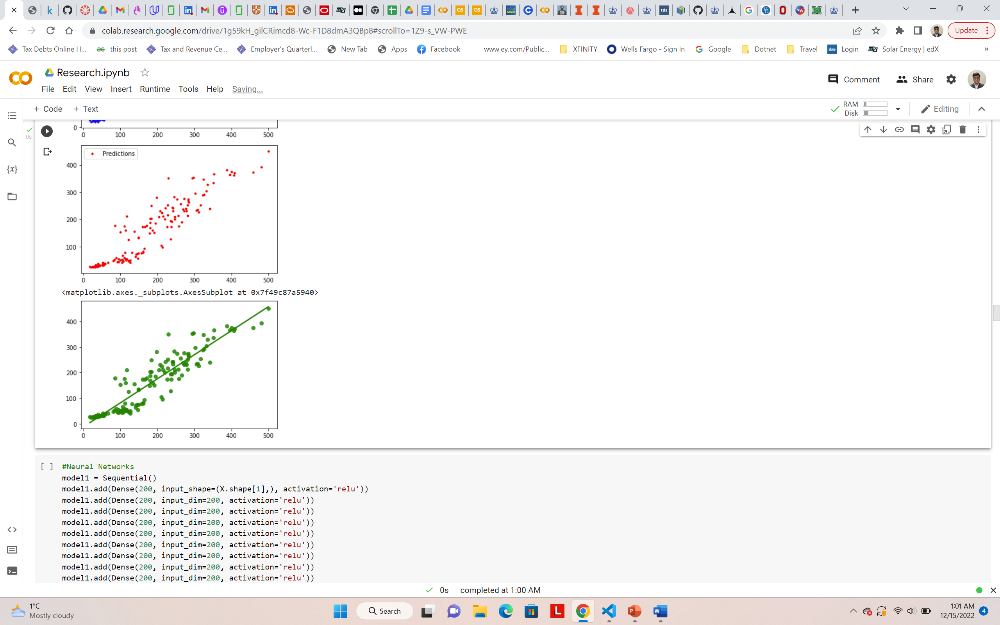 colab.research.google.com/drive/1g59kH_gilCRimcd8-Wc-F1D8dmA3QBp8#scrollTo=1Z9-s_VW-PWE
Update
Tax Debts Online H...
this post
Tax and Revenue Ce...
Employer's Quarterl...
New Tab
Apps
Facebook
www.ey.com/Public...
XFINITY
Wells Fargo - Sign In
Google
Dotnet
Travel
Login
Solar Energy | edX
»
Research.ipynb
Comment
Share
File Edit View Insert Runtime Tools Help Saving...
+ Code + Text
RAM
Disk
Editing
0s
0
0 100 200 300 400 500
Predictions
400
300
200
100
0 100 200 300 400 500
<matplotlib.axes._subplots.AxesSubplot at 0x7f49c87a5940>
400
300
200
100
0
0 100 200 300 400 500
[ ] #Neural Networks
model1 = Sequential()
model1.add(Dense(200, input_shape=(X.shape[1],), activation='relu'))
model1.add(Dense(200, input_dim=200, activation='relu'))
model1.add(Dense(200, input_dim=200, activation='relu'))
model1.add(Dense(200, input_dim=200, activation='relu'))
model1.add(Dense(200, input_dim=200, activation='relu'))
model1.add(Dense(200, input_dim=200, activation='relu'))
model1.add(Dense(200, input_dim=200, activation='relu'))
model1.add(Dense(200, input_dim=200, activation='relu'))
model1.add(Dense(200, input_dim=200, activation='relu'))
0s completed at 1:00 AM
1°C
Mostly cloudy
Search
1:01 AM
12/15/2022
4